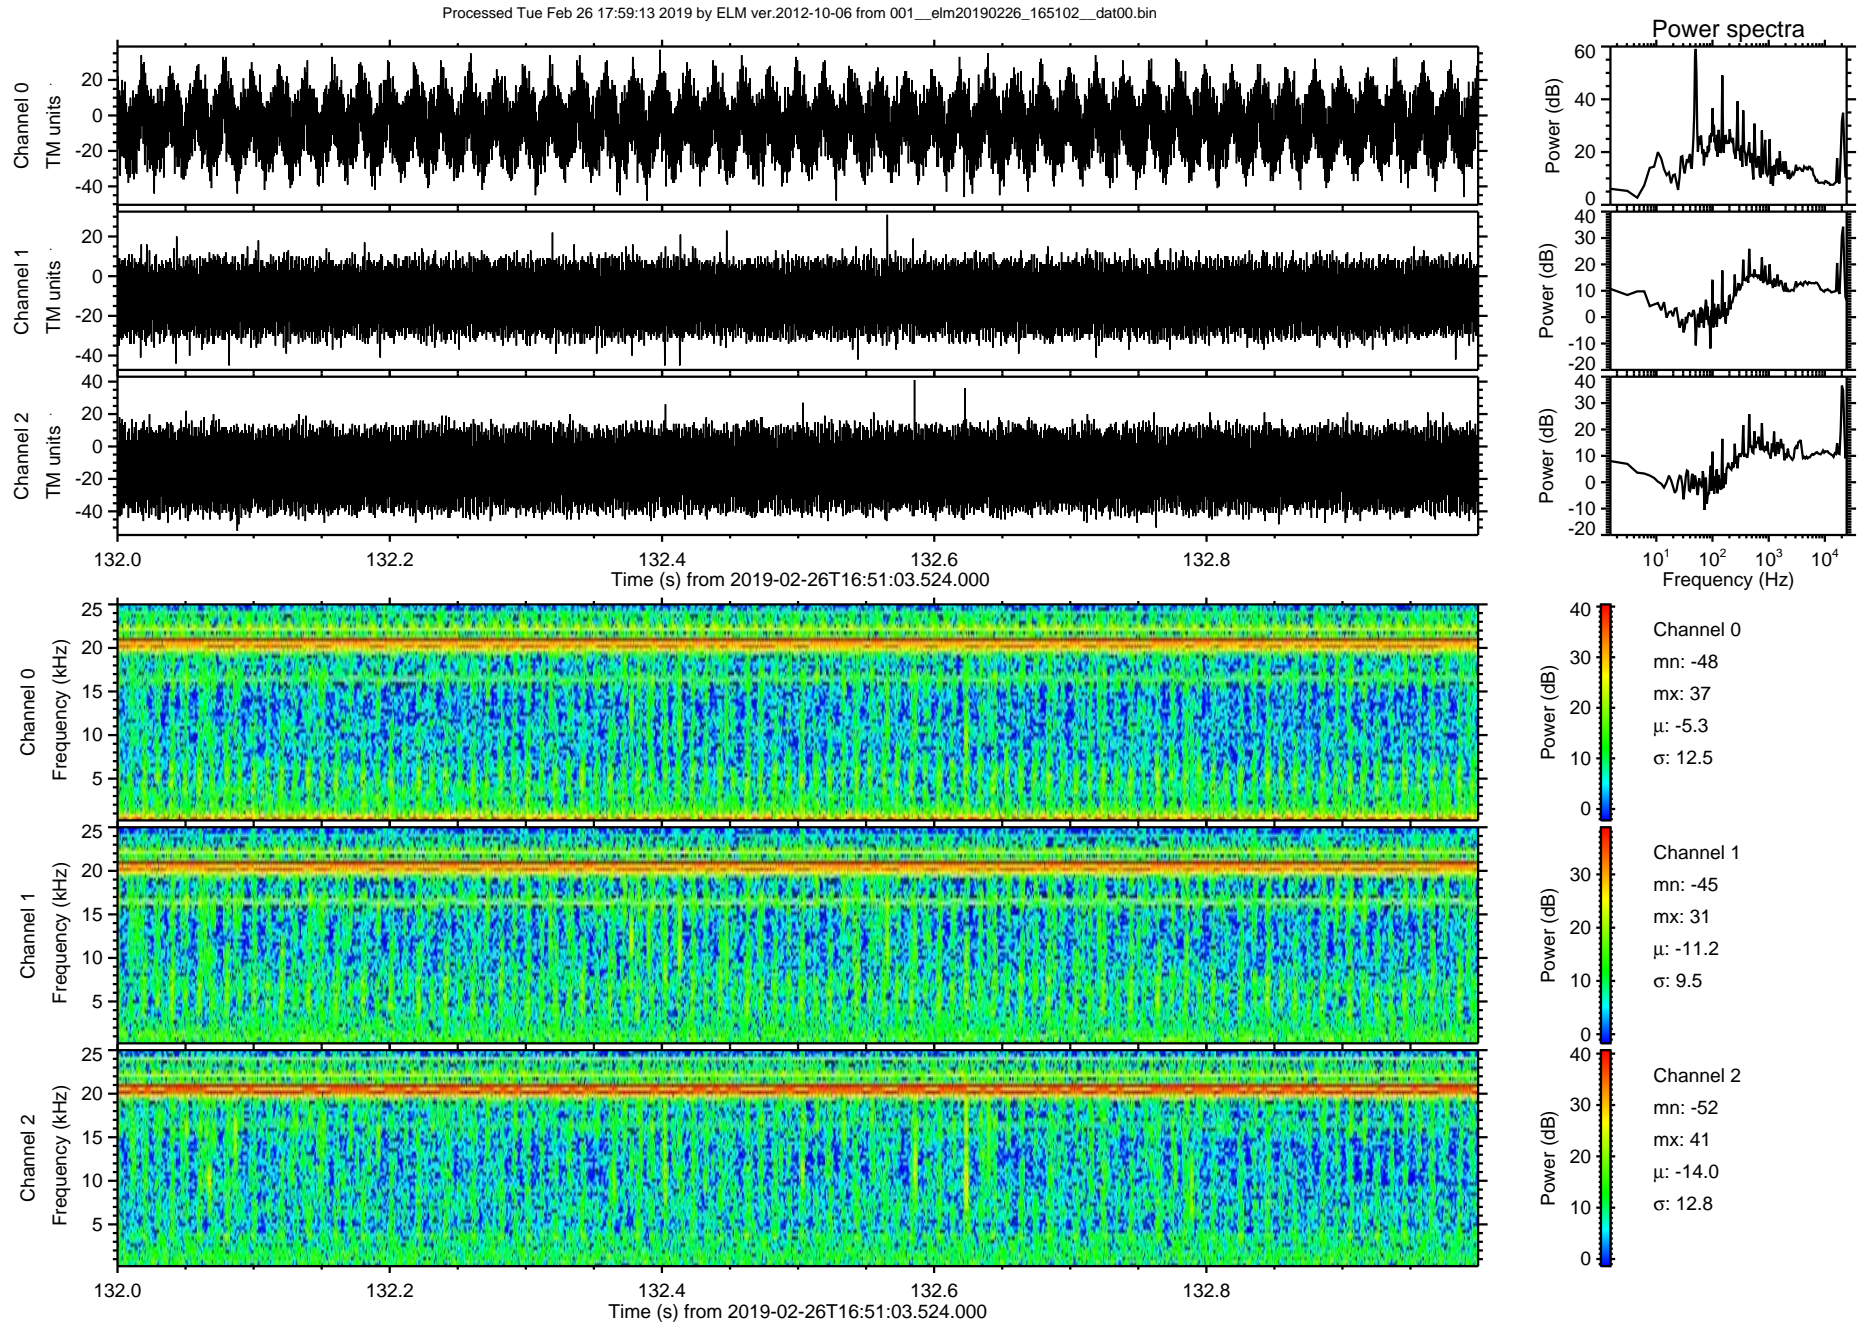 Processed Tue Feb 26 17:59:13 2019 by ELM ver.2012-10-06 from 001__elm20190226_165102__dat00.bin
Power spectra
Channel 0
TM units
20
0
-20
-40
Power (dB)
60
40
20
0
Channel 1
TM units
20
0
-20
-40
Power (dB)
40
30
20
10
0
-10
-20
Channel 2
TM units
40
20
0
-20
-40
Power (dB)
40
30
20
10
0
-10
-20
132.0 132.2 132.4 132.6 132.8
Time (s) from 2019-02-26T16:51:03.524.000
10¹ 10² 10³ 10⁴
Frequency (Hz)
Channel 0
Frequency (kHz)
25
20
15
10
5
Power (dB)
40
30
20
10
0
Channel 0
mn: -48
mx: 37
μ: -5.3
σ: 12.5
Channel 1
Frequency (kHz)
25
20
15
10
5
Power (dB)
30
20
10
0
Channel 1
mn: -45
mx: 31
μ: -11.2
σ: 9.5
Channel 2
Frequency (kHz)
25
20
15
10
5
Power (dB)
40
30
20
10
0
Channel 2
mn: -52
mx: 41
μ: -14.0
σ: 12.8
132.0 132.2 132.4 132.6 132.8
Time (s) from 2019-02-26T16:51:03.524.000